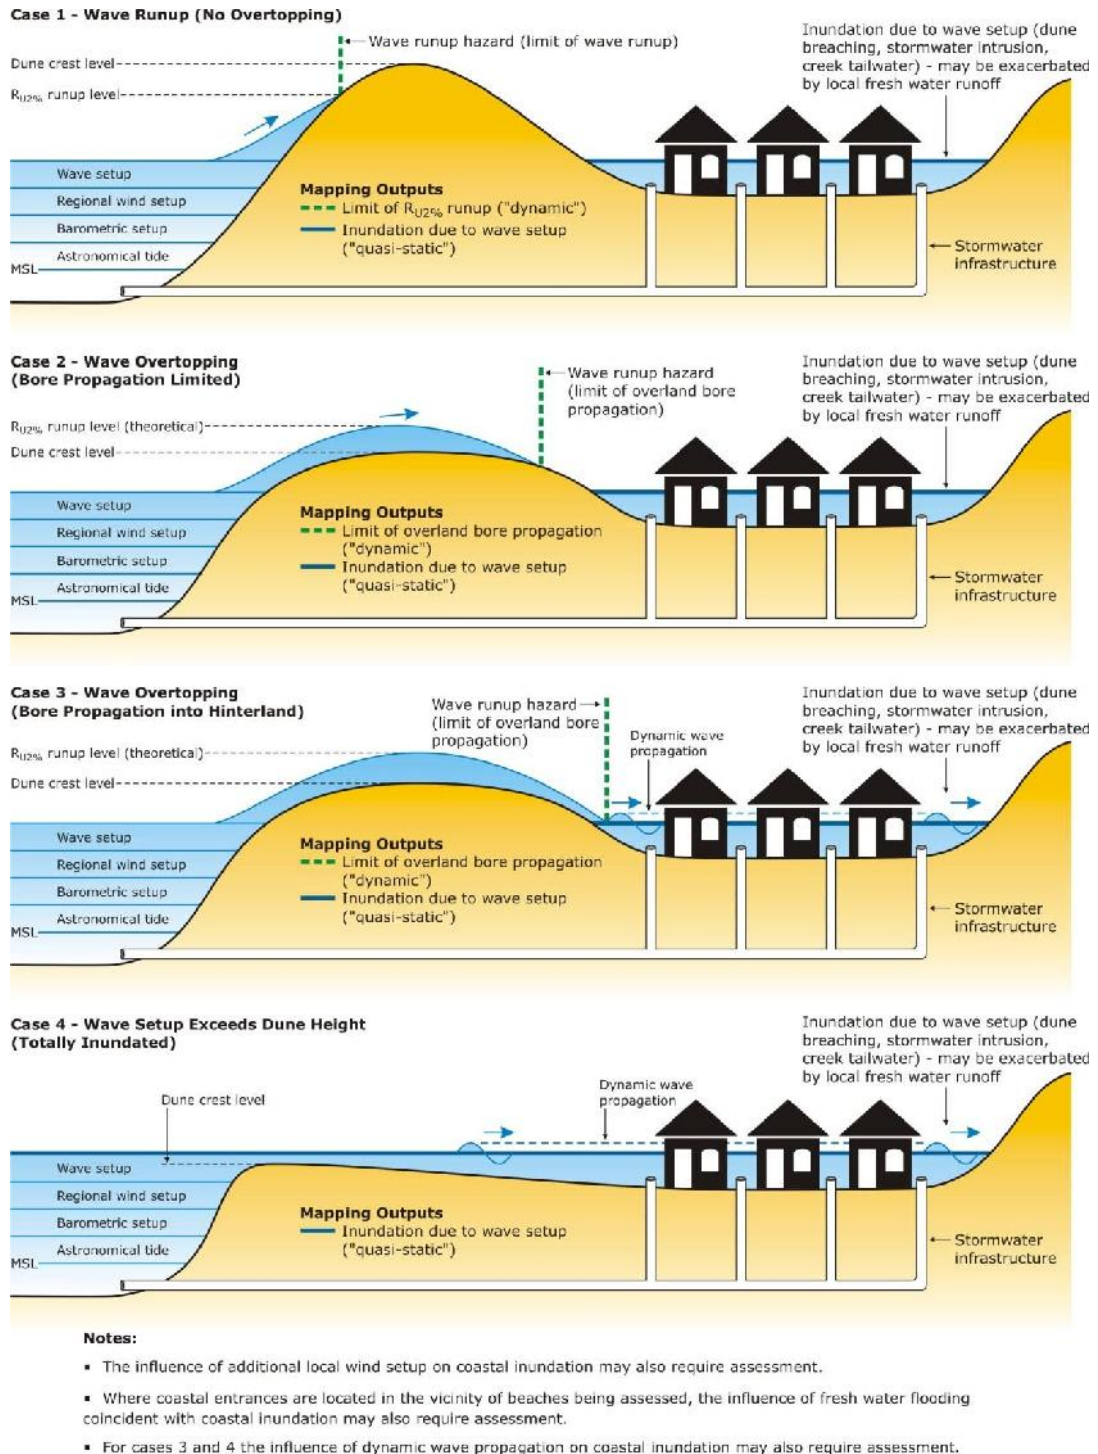 Case 1 - Wave Runup (No Overtopping)
Wave runup hazard (limit of wave runup)
Inundation due to wave setup (dune
breaching, stormwater intrusion,
creek tailwater) - may be exacerbated
by local fresh water runoff
Dune crest level
RU2% runup level
Wave setup
Regional wind setup
Barometric setup
Astronomical tide
MSL
Mapping Outputs
Limit of RU2% runup ("dynamic")
Inundation due to wave setup
("quasi-static")
Stormwater
infrastructure
Case 2 - Wave Overtopping
(Bore Propagation Limited)
Wave runup hazard
(limit of overland bore
propagation)
Inundation due to wave setup (dune
breaching, stormwater intrusion,
creek tailwater) - may be exacerbated
by local fresh water runoff
RU2% runup level (theoretical)
Dune crest level
Wave setup
Regional wind setup
Barometric setup
Astronomical tide
MSL
Mapping Outputs
Limit of overland bore propagation
("dynamic")
Inundation due to wave setup
("quasi-static")
Stormwater
infrastructure
Case 3 - Wave Overtopping
(Bore Propagation into Hinterland)
Wave runup hazard
(limit of overland bore
propagation)
Dynamic wave
propagation
Inundation due to wave setup (dune
breaching, stormwater intrusion,
creek tailwater) - may be exacerbated
by local fresh water runoff
RU2% runup level (theoretical)
Dune crest level
Wave setup
Regional wind setup
Barometric setup
Astronomical tide
MSL
Mapping Outputs
Limit of overland bore propagation
("dynamic")
Inundation due to wave setup
("quasi-static")
Stormwater
infrastructure
Case 4 - Wave Setup Exceeds Dune Height
(Totally Inundated)
Inundation due to wave setup (dune
breaching, stormwater intrusion,
creek tailwater) - may be exacerbated
by local fresh water runoff
Dune crest level
Dynamic wave
propagation
Wave setup
Regional wind setup
Barometric setup
Astronomical tide
MSL
Mapping Outputs
Inundation due to wave setup
("quasi-static")
Stormwater
infrastructure
Notes:
▪ The influence of additional local wind setup on coastal inundation may also require assessment.
▪ Where coastal entrances are located in the vicinity of beaches being assessed, the influence of fresh water flooding
coincident with coastal inundation may also require assessment.
▪ For cases 3 and 4 the influence of dynamic wave propagation on coastal inundation may also require assessment.